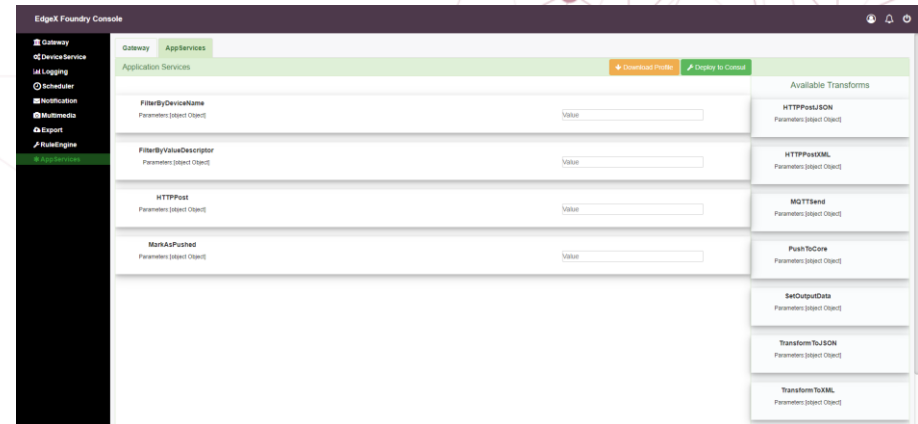 EdgeX Foundry Console
Gateway
DeviceService
Logging
Scheduler
Notification
Multimedia
Export
RuleEngine
AppServices
Gateway AppServices
Application Services
Download Profile
Deploy to Consul
FilterByDeviceName
Parameters:[object Object]
Value
FilterByValueDescriptor
Parameters:[object Object]
Value
HTTPPost
Parameters:[object Object]
Value
MarkAsPushed
Parameters:[object Object]
Value
Available Transforms
HTTPPostJSON
Parameters:[object Object]
HTTPPostXML
Parameters:[object Object]
MQTTSend
Parameters:[object Object]
PushToCore
Parameters:[object Object]
SetOutputData
Parameters:[object Object]
TransformToJSON
Parameters:[object Object]
TransformToXML
Parameters:[object Object]